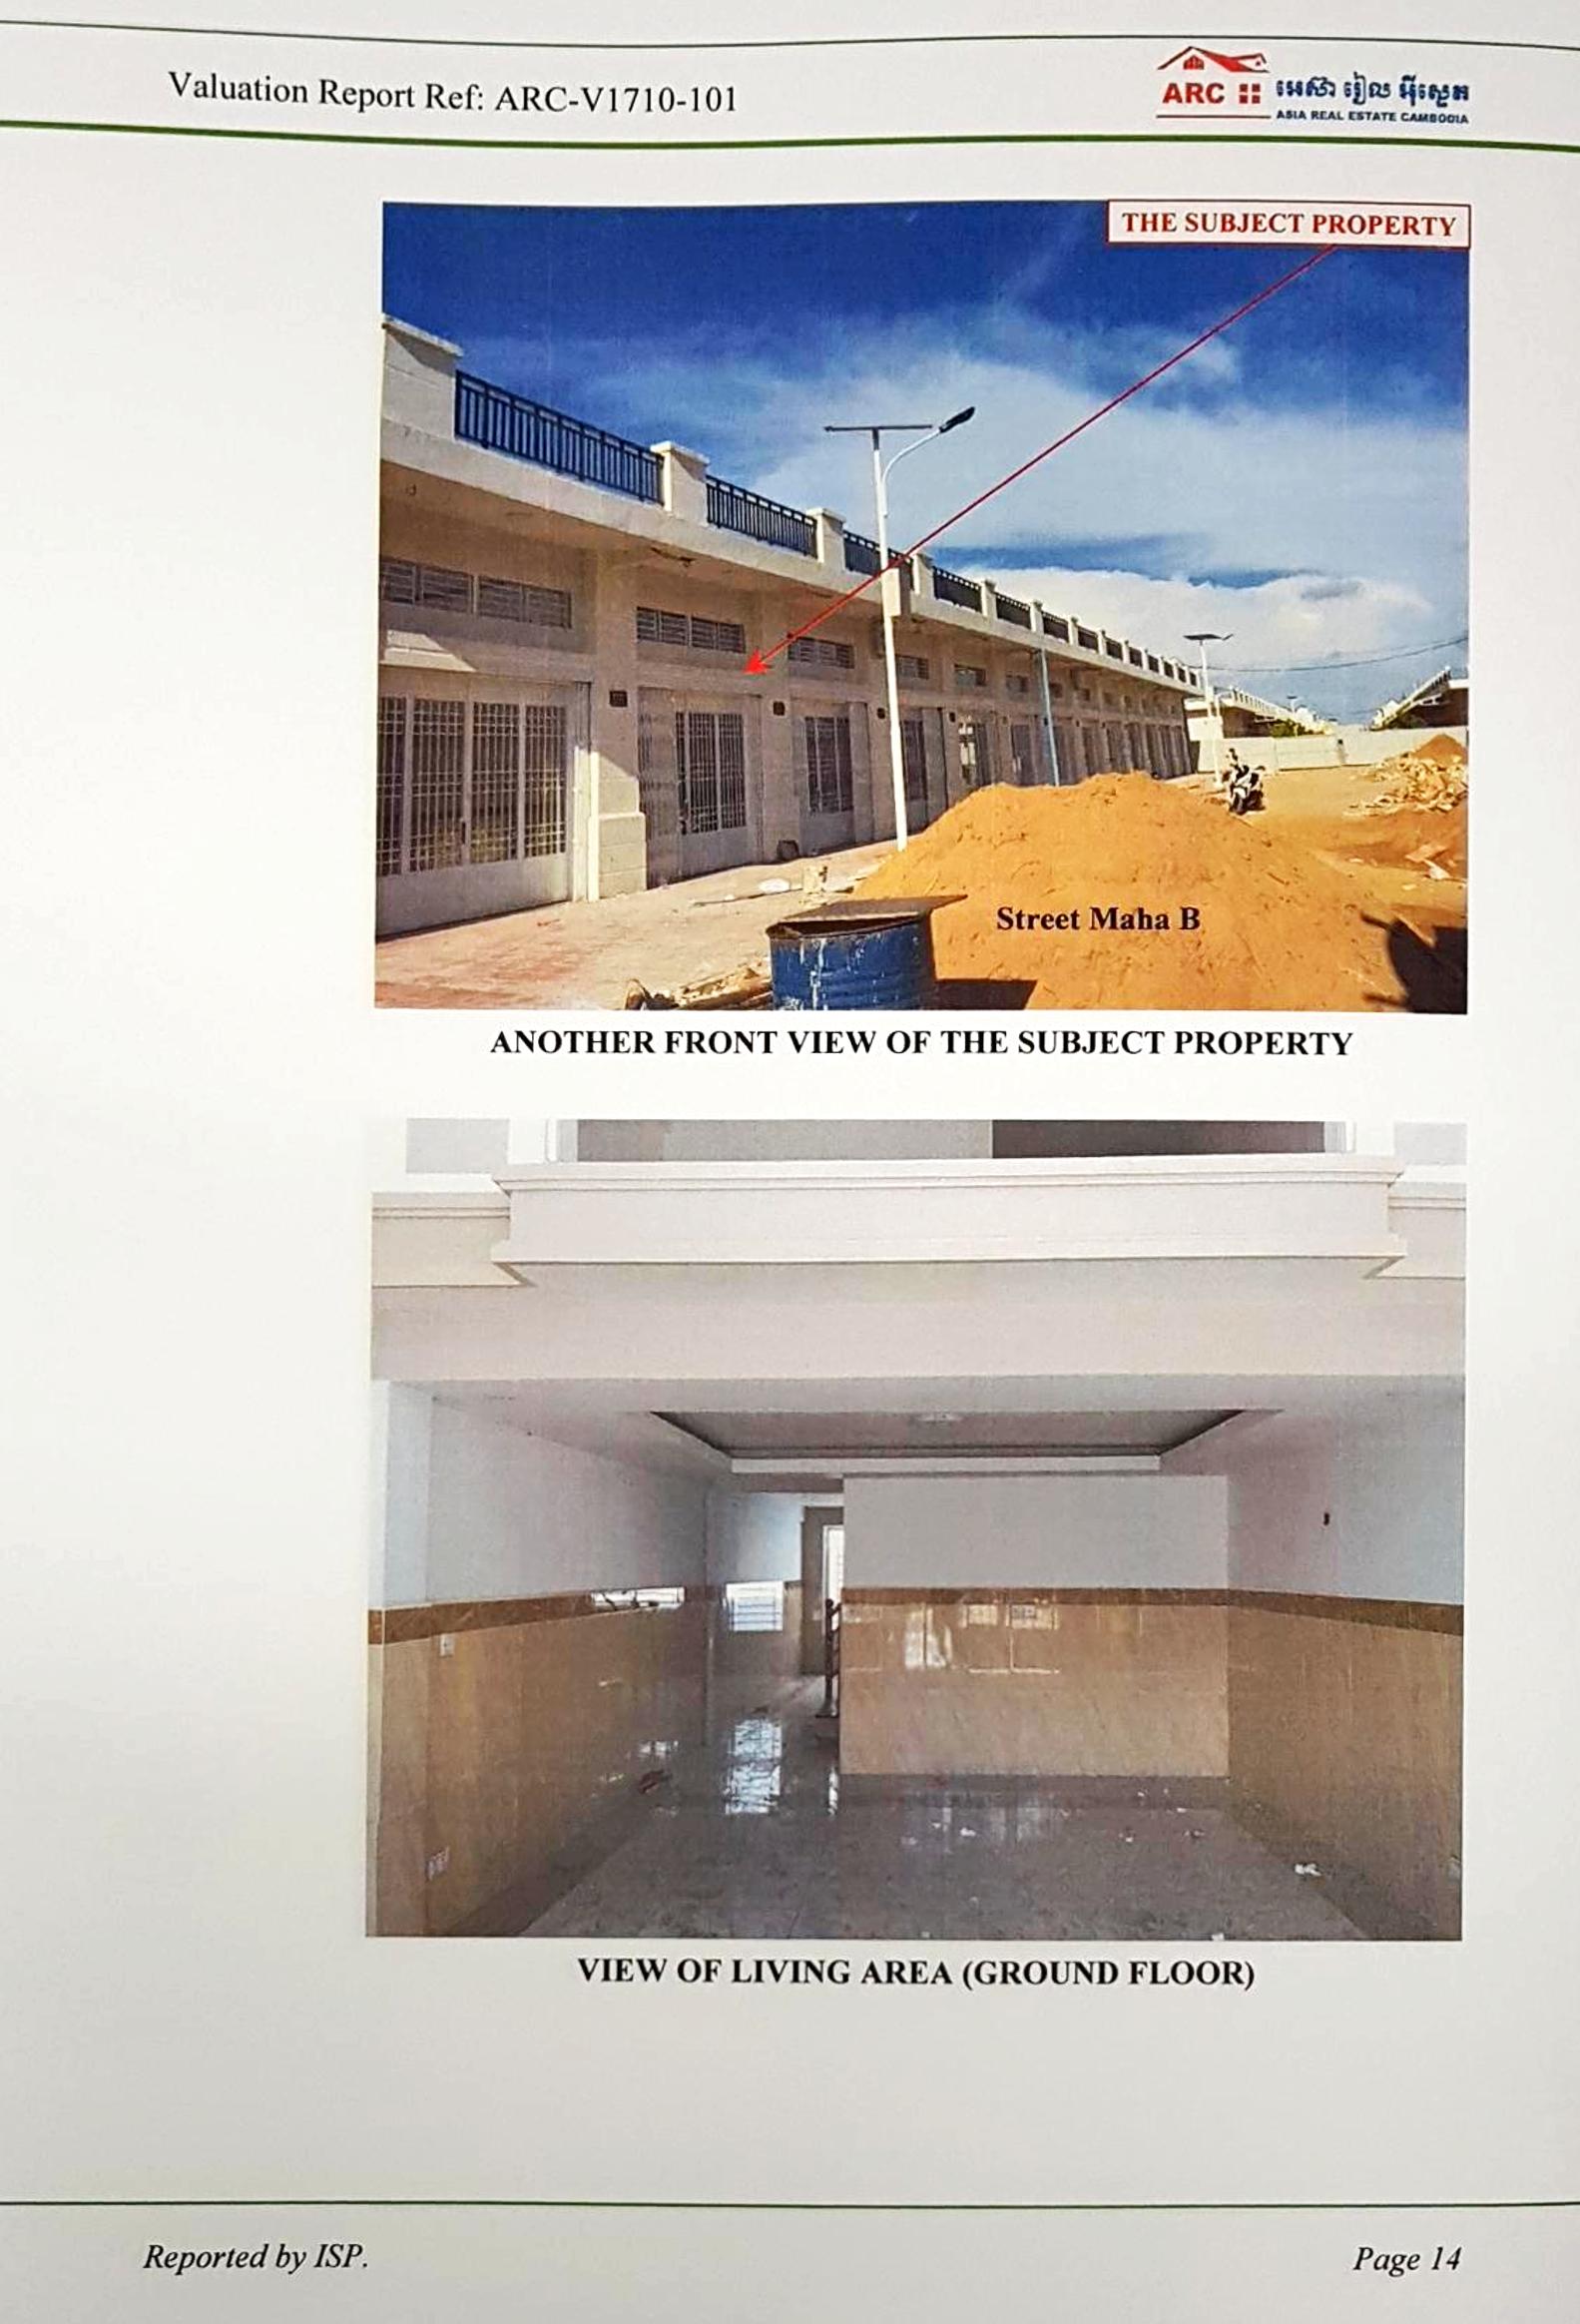 Valuation Report Ref: ARC-V1710-101
ARC
អេស៊ា រៀល អ៊ីស្ទេត
ASIA REAL ESTATE CAMBODIA
THE SUBJECT PROPERTY
Street Maha B
ANOTHER FRONT VIEW OF THE SUBJECT PROPERTY
VIEW OF LIVING AREA (GROUND FLOOR)
Reported by ISP.
Page 14